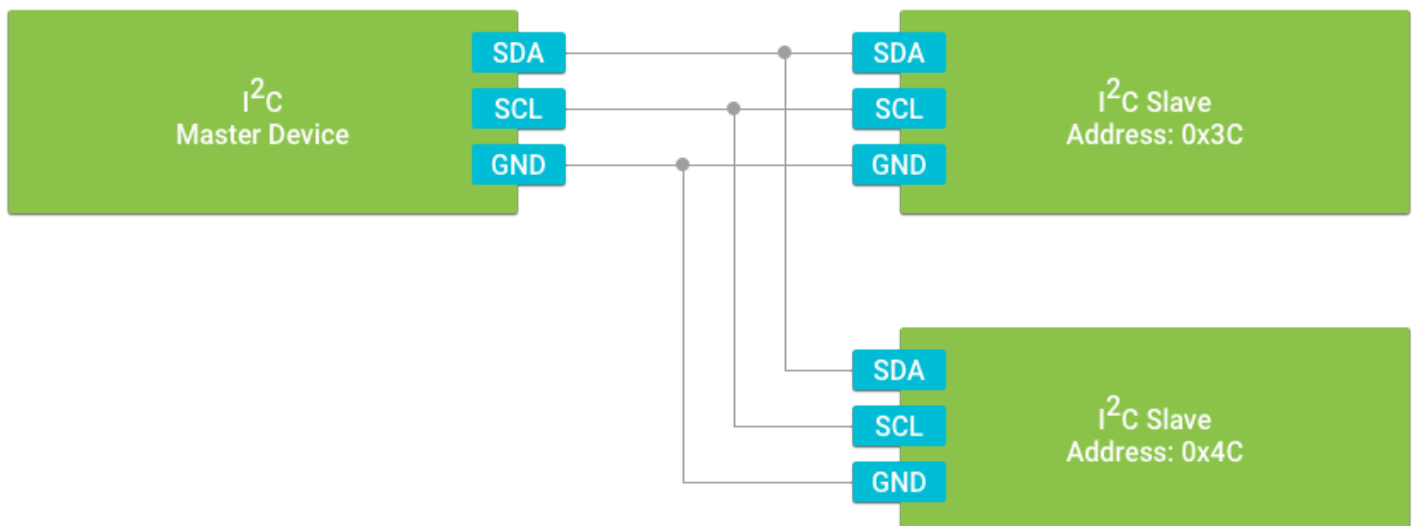 I²C
Master Device
SDA
SCL
GND
SDA
SCL
GND
I²C Slave
Address: 0x3C
SDA
SCL
GND
I²C Slave
Address: 0x4C